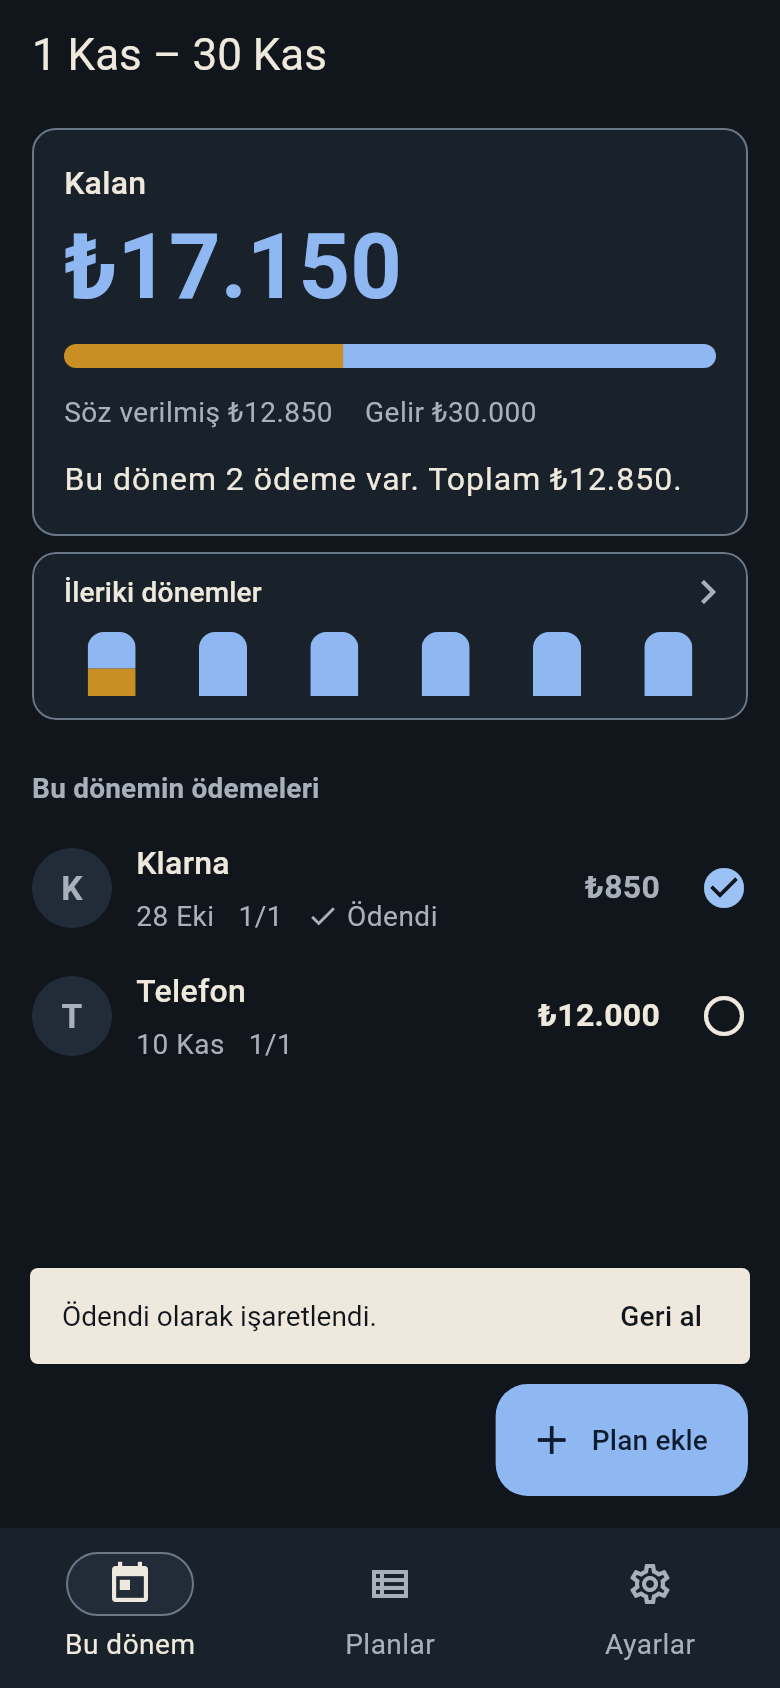 1 Kas – 30 Kas
Kalan
₺17.150
Söz verilmiş ₺12.850 Gelir ₺30.000
Bu dönem 2 ödeme var. Toplam ₺12.850.
İleriki dönemler
Bu dönemin ödemeleri
K
Klarna
₺850
28 Eki 1/1 ✓ Ödendi
T
Telefon
₺12.000
10 Kas 1/1
Ödendi olarak işaretlendi. Geri al
+ Plan ekle
Bu dönem Planlar Ayarlar